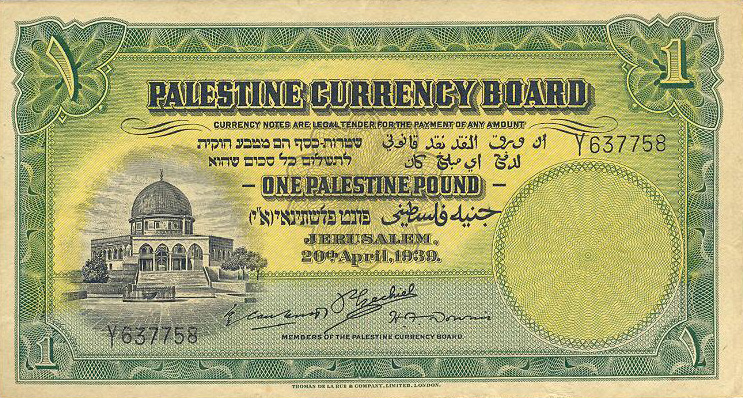 ١ 1
PALESTINE CURRENCY BOARD
CURRENCY NOTES ARE LEGAL TENDER FOR THE PAYMENT OF ANY AMOUNT
שטרות-כסף הם מטבע חוקית
לתשלום כל סכום שהוא
ان ورق النقد نقد قانوني
لدفع اي مبلغ كان
Y637758
ONE PALESTINE POUND
פונט פלשתינאי (א״י)
جنيه فلسطيني
JERUSALEM,
20th April, 1939.
Y637758
MEMBERS OF THE PALESTINE CURRENCY BOARD.
1 ١
THOMAS DE LA RUE & COMPANY, LIMITED, LONDON.